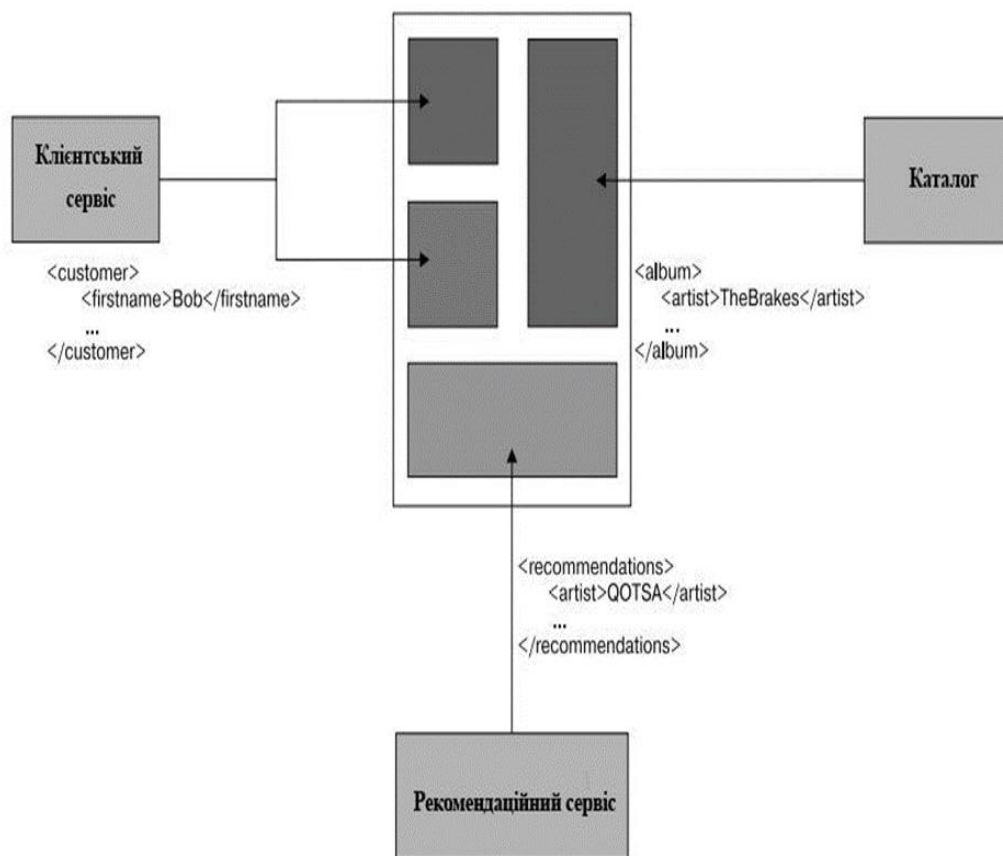 Клієнтський
сервіс
<customer>
<firstname>Bob</firstname>
...
</customer>
Каталог
<album>
<artist>TheBrakes</artist>
...
</album>
<recommendations>
<artist>QOTSA</artist>
...
</recommendations>
Рекомендаційний сервіс